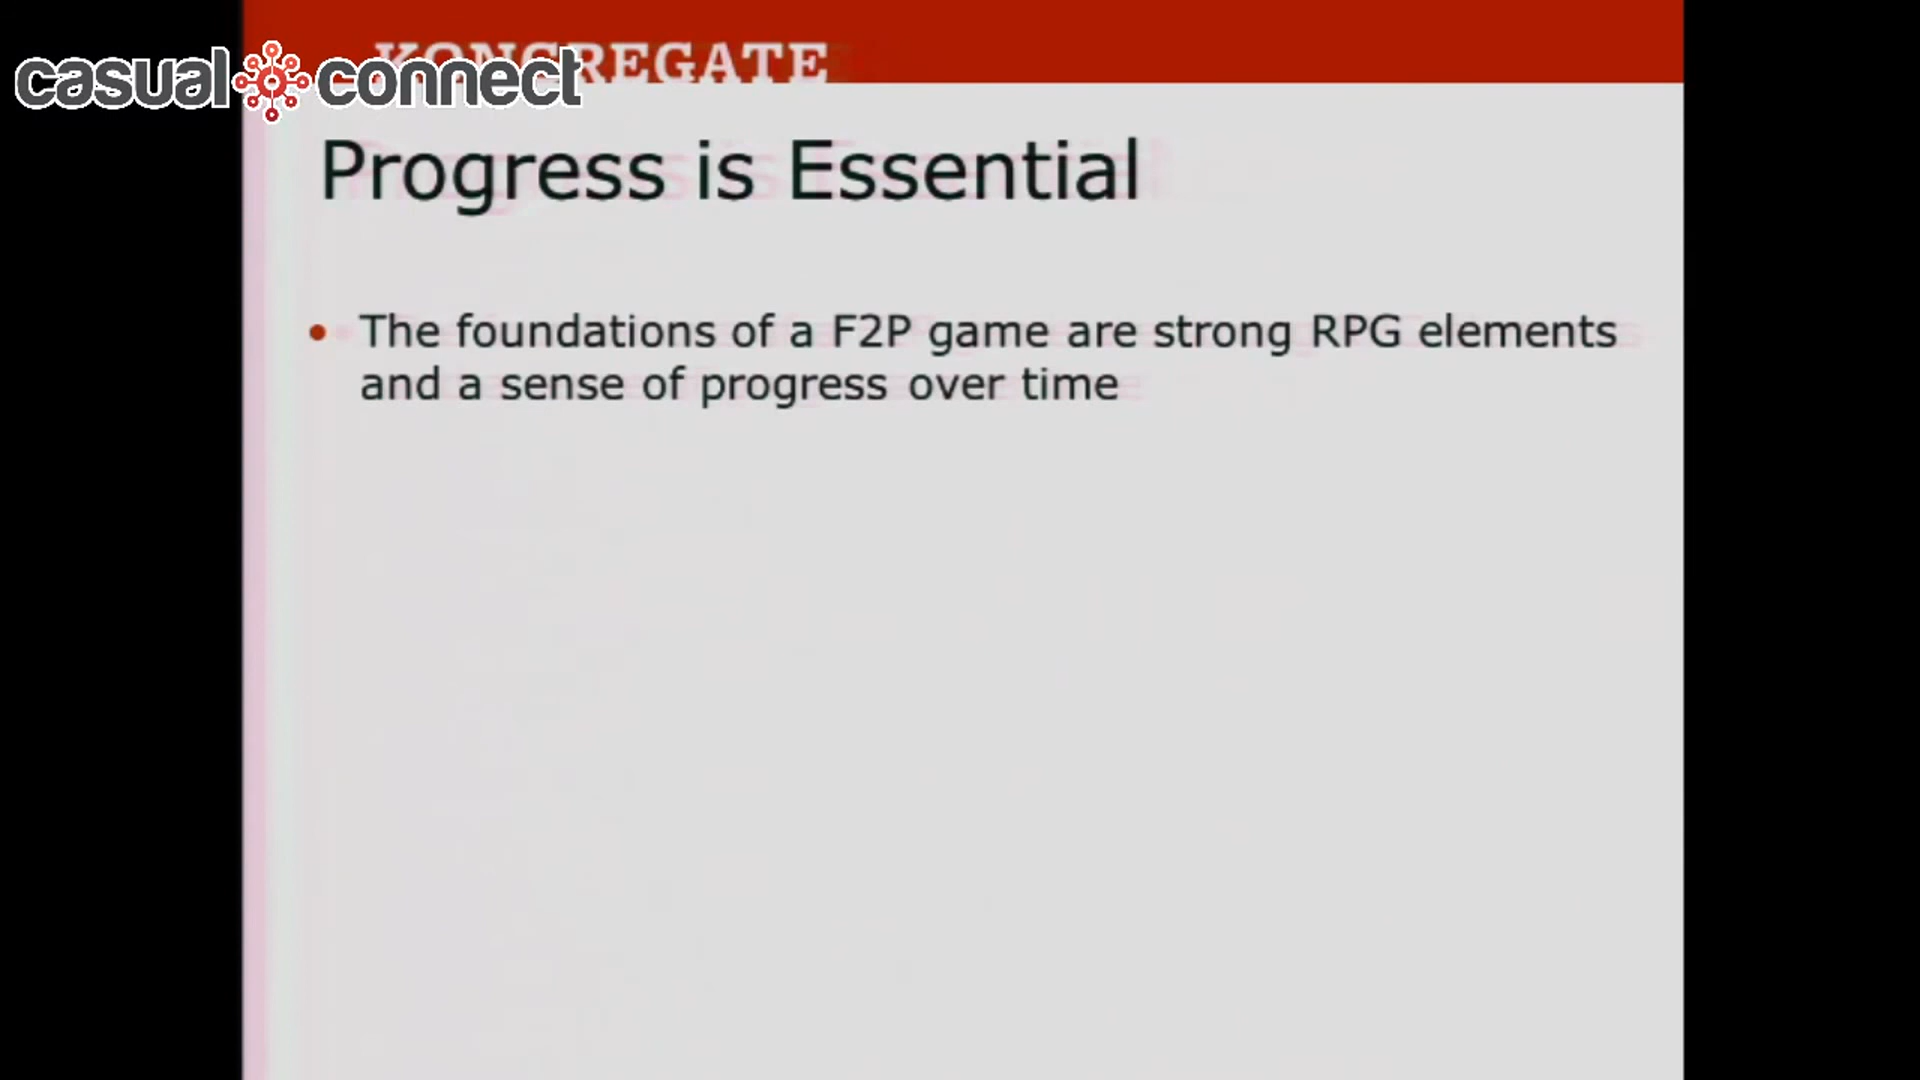 KONGREGATE
casual connect
Progress is Essential
• The foundations of a F2P game are strong RPG elements
and a sense of progress over time